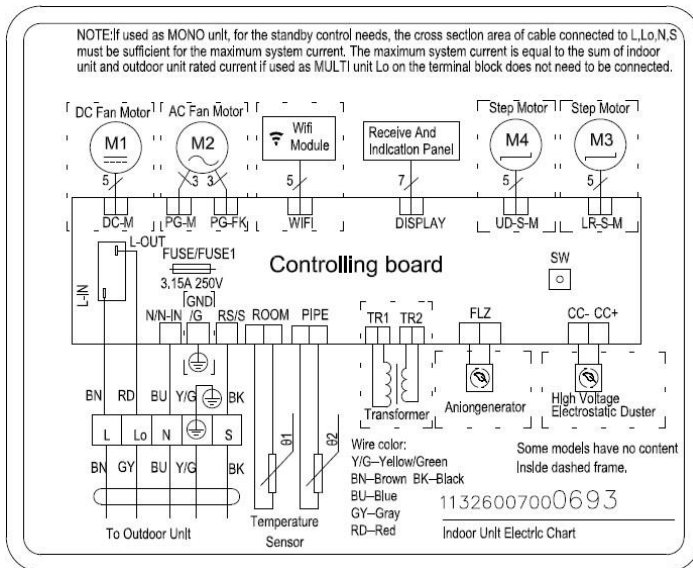 NOTE:If used as MONO unit, for the standby control needs, the cross section area of cable connected to L,Lo,N,S
must be sufficient for the maximum system current. The maximum system current is equal to the sum of indoor
unit and outdoor unit rated current if used as MULTI unit Lo on the terminal block does not need to be connected.
DC Fan Motor AC Fan Motor Step Motor Step Motor
M1 M2 Wifi Module Receive And Indication Panel M4 M3
5 3 3 5 7 5 5
DC-M PG-M PG-FK WIFI DISPLAY UD-S-M LR-S-M
L-OUT
L-IN
FUSE/FUSE1
3.15A 250V
Controlling board
SW
GND
N/N-IN /G RS/S ROOM PIPE TR1 TR2 FLZ CC- CC+
BN RD BU Y/G BK
L Lo N S
BN GY BU Y/G BK
To Outdoor Unit
θ1 θ2
Temperature
Sensor
Transformer
Aniongenerator
High Voltage
Electrostatic Duster
Wire color:
Y/G–Yellow/Green
BN–Brown BK–Black
BU–Blue
GY–Gray
RD–Red
Some models have no content
Inside dashed frame.
11326007000693
Indoor Unit Electric Chart